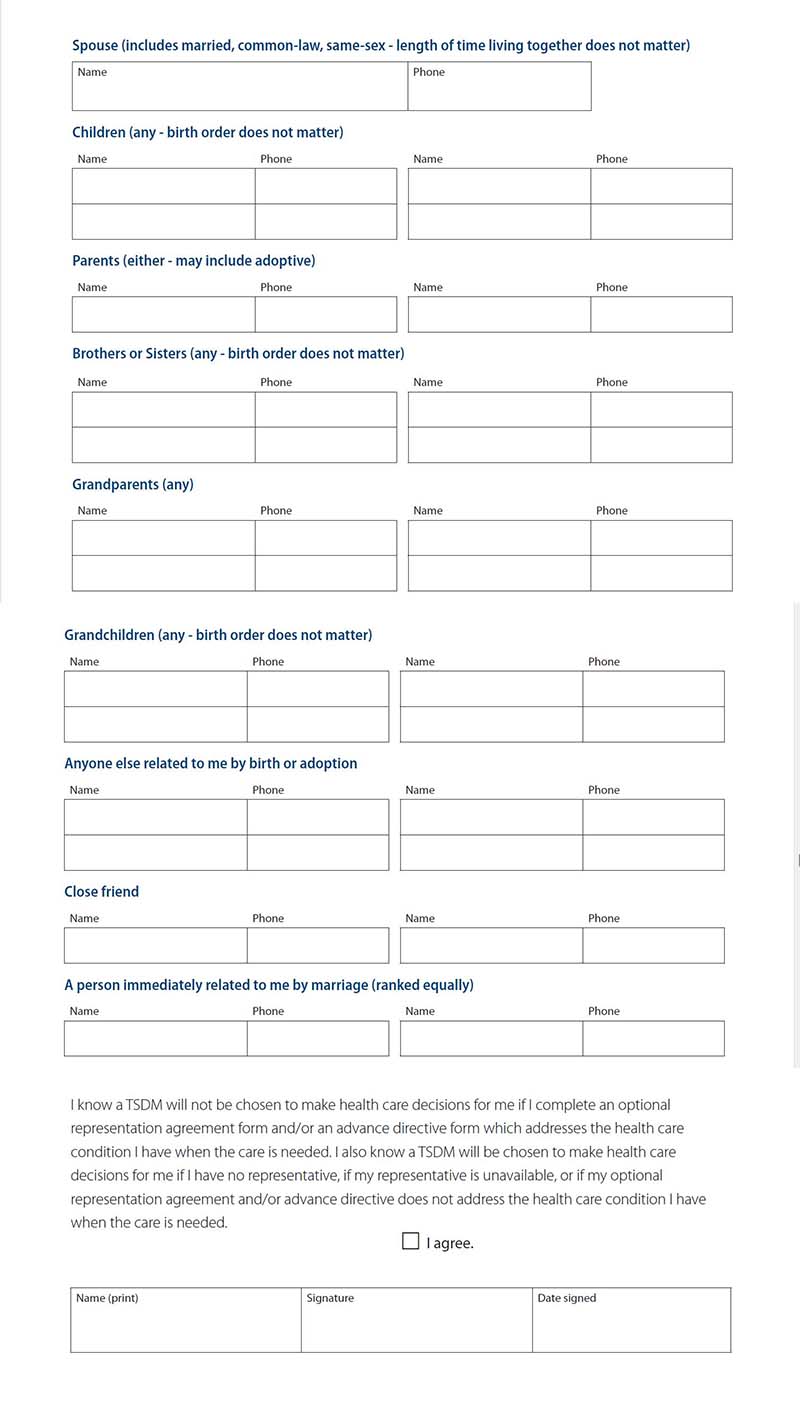 Spouse (includes married, common-law, same-sex - length of time living together does not matter)
Name Phone
Children (any - birth order does not matter)
Name Phone Name Phone
Parents (either - may include adoptive)
Name Phone Name Phone
Brothers or Sisters (any - birth order does not matter)
Name Phone Name Phone
Grandparents (any)
Name Phone Name Phone
Grandchildren (any - birth order does not matter)
Name Phone Name Phone
Anyone else related to me by birth or adoption
Name Phone Name Phone
Close friend
Name Phone Name Phone
A person immediately related to me by marriage (ranked equally)
Name Phone Name Phone
I know a TSDM will not be chosen to make health care decisions for me if I complete an optional
representation agreement form and/or an advance directive form which addresses the health care
condition I have when the care is needed. I also know a TSDM will be chosen to make health care
decisions for me if I have no representative, if my representative is unavailable, or if my optional
representation agreement and/or advance directive does not address the health care condition I have
when the care is needed.
I agree.
Name (print) Signature Date signed